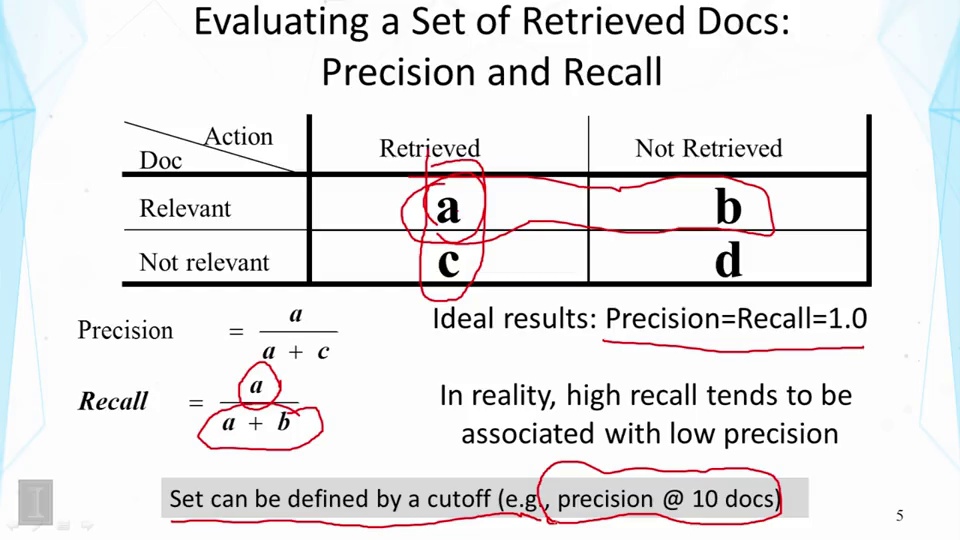 Evaluating a Set of Retrieved Docs:
Precision and Recall
Action
Doc
Retrieved
Not Retrieved
Relevant
a
b
Not relevant
c
d
Precision = a / a + c
Ideal results: Precision=Recall=1.0
Recall = a / a + b
In reality, high recall tends to be
associated with low precision
Set can be defined by a cutoff (e.g., precision @ 10 docs)
5